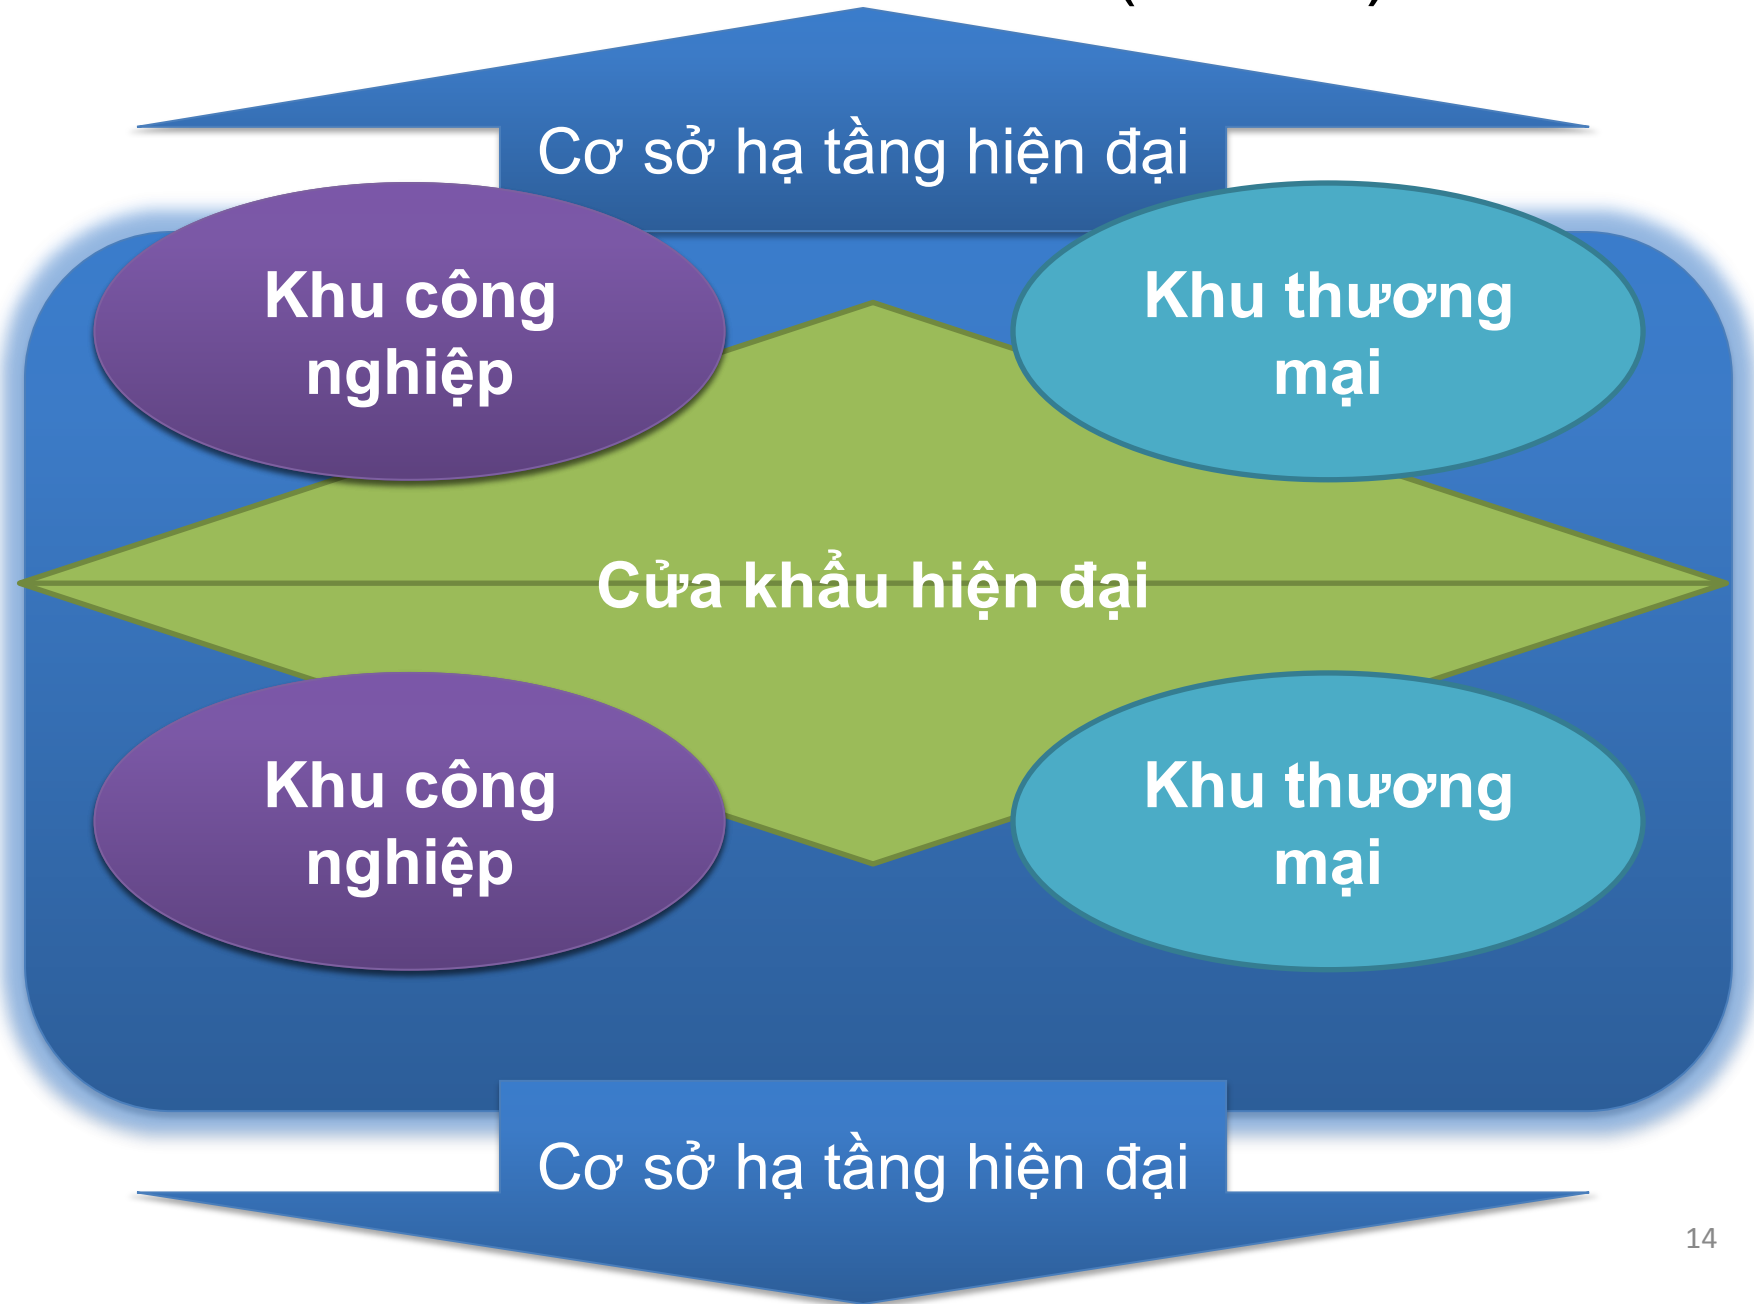 Cơ sở hạ tầng hiện đại
Khu công
nghiệp
Khu thương
mại
Cửa khẩu hiện đại
Khu công
nghiệp
Khu thương
mại
Cơ sở hạ tầng hiện đại
14